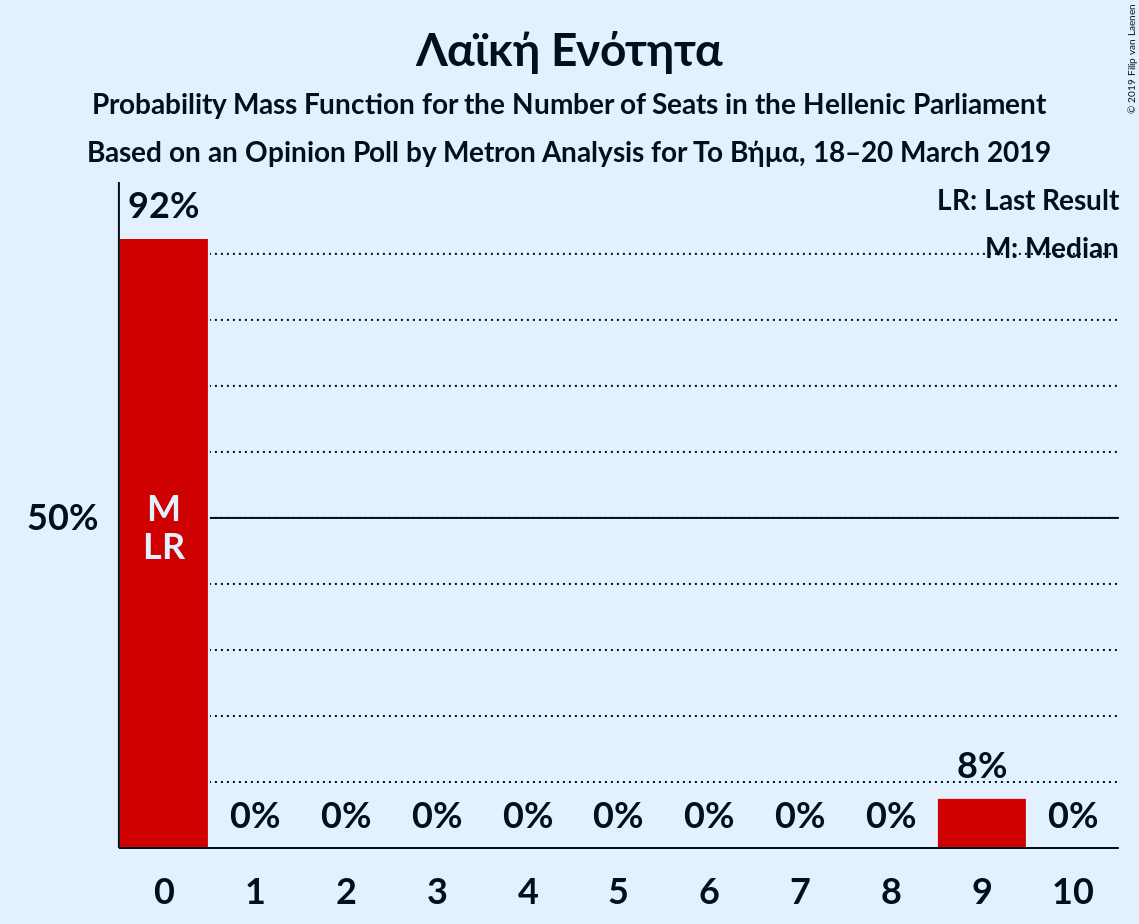 Λαϊκή Ενότητα
Probability Mass Function for the Number of Seats in the Hellenic Parliament
Based on an Opinion Poll by Metron Analysis for Το Βήμα, 18–20 March 2019
© 2019 Filip van Laenen
LR: Last Result
M: Median
92%
50%
M
LR
0% 0% 0% 0% 0% 0% 0% 0% 8% 0%
0 1 2 3 4 5 6 7 8 9 10